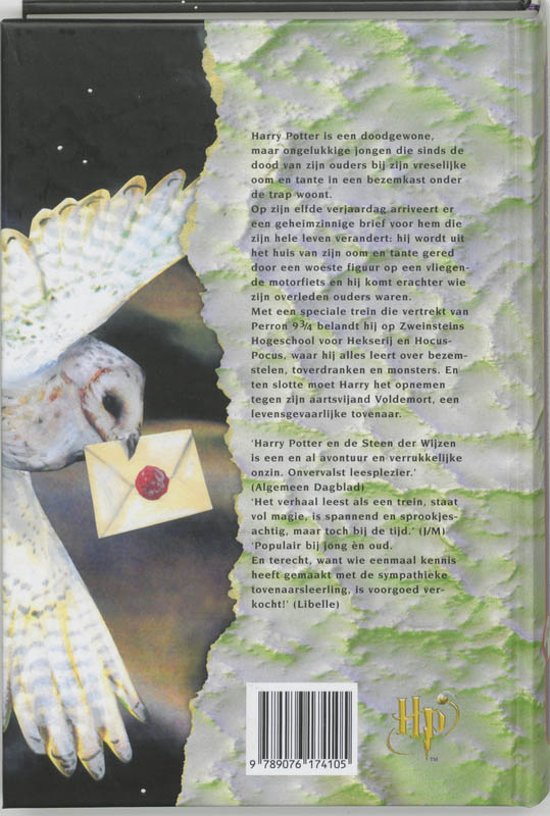 Harry Potter is een doodgewone,
maar ongelukkige jongen die sinds de
dood van zijn ouders bij zijn vreselijke
oom en tante in een bezemkast onder
de trap woont.
Op zijn elfde verjaardag arriveert er
een geheimzinnige brief voor hem die
zijn hele leven verandert: hij wordt uit
het huis van zijn oom en tante gered
door een woeste figuur op een vliegen-
de motorfiets en hij komt erachter wie
zijn overleden ouders waren.
Met een speciale trein die vertrekt van
Perron 9¾ belandt hij op Zweinsteins
Hogeschool voor Hekserij en Hocus-
Pocus, waar hij alles leert over bezem-
stelen, toverdranken en monsters. En
ten slotte moet Harry het opnemen
tegen zijn aartsvijand Voldemort, een
levensgevaarlijke tovenaar.
‘Harry Potter en de Steen der Wijzen
is een en al avontuur en verrukkelijke
onzin. Onvervalst leesplezier.’
(Algemeen Dagblad)
‘Het verhaal leest als een trein, staat
vol magie, is spannend en sprookjes-
achtig, maar toch bij de tijd.’ (J/M)
‘Populair bij jong èn oud.
En terecht, want wie eenmaal kennis
heeft gemaakt met de sympathieke
tovenaarsleerling, is voorgoed ver-
kocht!’ (Libelle)
HP™
9 789076 174105